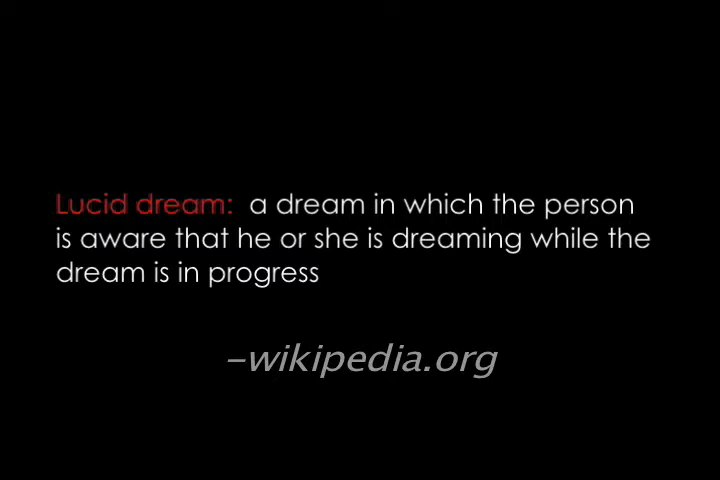 Lucid dream: a dream in which the person
is aware that he or she is dreaming while the
dream is in progress
-wikipedia.org